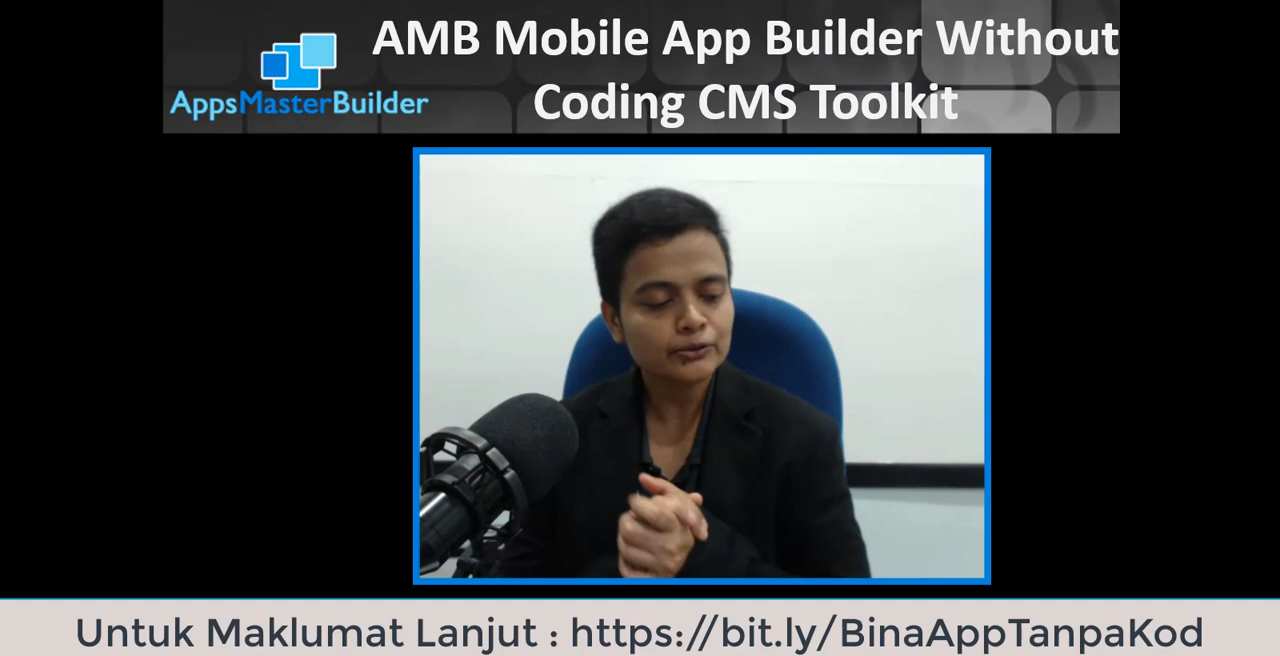 AMB Mobile App Builder Without
Coding CMS Toolkit
AppsMasterBuilder
Untuk Maklumat Lanjut : https://bit.ly/BinaAppTanpaKod